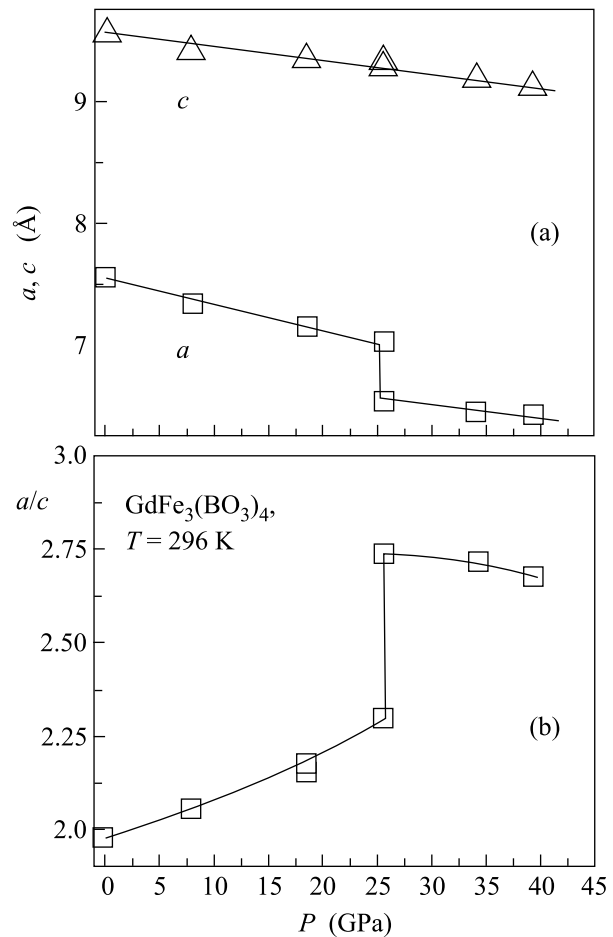 9
c
8
a, c (Å)
(a)
7
a
3.0
a/c
GdFe₃(BO₃)₄,
T = 296 K
2.75
2.50
2.25
(b)
2.0
0 5 10 15 20 25 30 35 40 45
P (GPa)